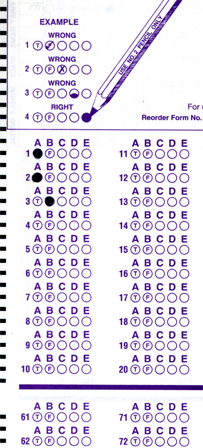 EXAMPLE
WRONG
1 T
WRONG
2 T F
WRONG
3 T F
RIGHT
4 T F
USE NO. 2 PENCIL ONLY
For
Reorder Form No.
A B C D E
1 F
A B C D E
2 F
A B C D E
3 T
A B C D E
4 T F
A B C D E
5 T F
A B C D E
6 T F
A B C D E
7 T F
A B C D E
8 T F
A B C D E
9 T F
A B C D E
10 T F
A B C D E
11 T F
A B C D E
12 T F
A B C D E
13 T F
A B C D E
14 T F
A B C D E
15 T F
A B C D E
16 T F
A B C D E
17 T F
A B C D E
18 T F
A B C D E
19 T F
A B C D E
20 T F
A B C D E
61 T F
A B C D E
62 T F
A B C D E
71 T F
A B C D E
72 T F